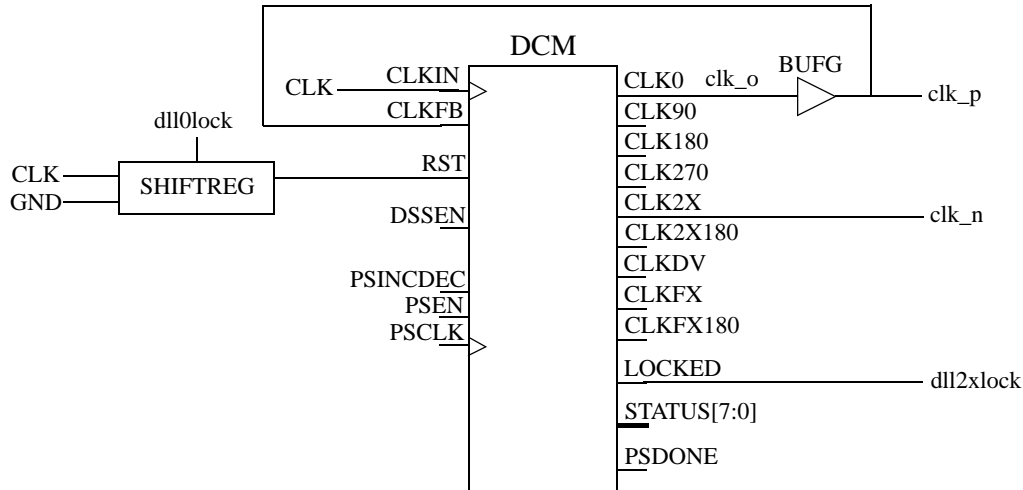 DCM
BUFG
CLK
CLKIN
CLK0
clk_o
clk_p
CLKFB
CLK90
dll0lock
CLK180
CLK
SHIFTREG
RST
CLK270
GND
CLK2X
clk_n
DSSEN
CLK2X180
CLKDV
PSINCDEC
CLKFX
PSEN
CLKFX180
PSCLK
LOCKED
dll2xlock
STATUS[7:0]
PSDONE